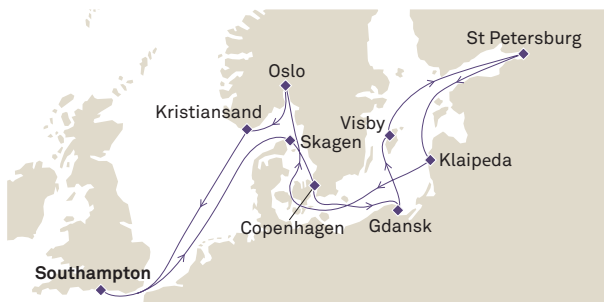 St Petersburg
Oslo
Kristiansand
Skagen
Visby
Klaipeda
Copenhagen
Gdansk
Southampton